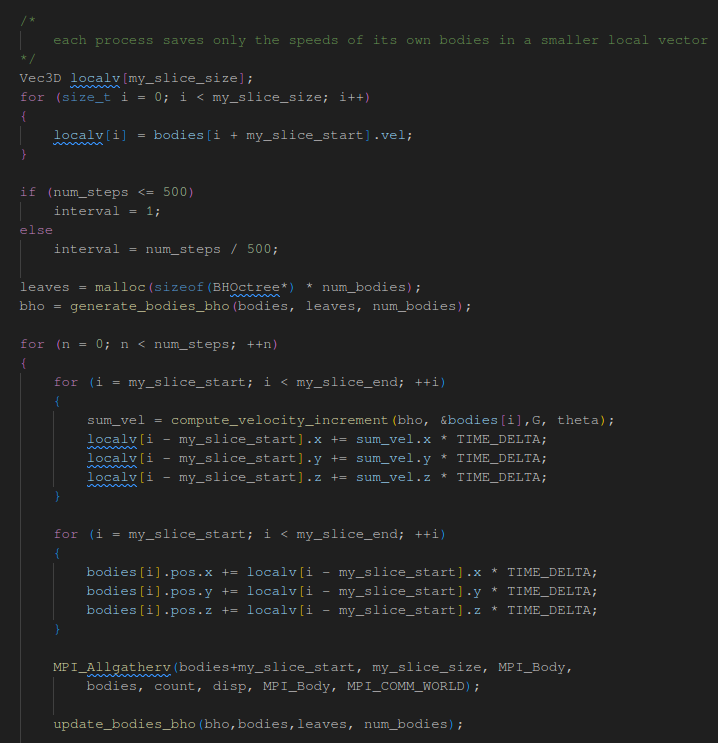 /*
    each process saves only the speeds of its own bodies in a smaller local vector
*/
Vec3D localv[my_slice_size];
for (size_t i = 0; i < my_slice_size; i++)
{
    localv[i] = bodies[i + my_slice_start].vel;
}

if (num_steps <= 500)
    interval = 1;
else
    interval = num_steps / 500;

leaves = malloc(sizeof(BHOctree*) * num_bodies);
bho = generate_bodies_bho(bodies, leaves, num_bodies);

for (n = 0; n < num_steps; ++n)
{
    for (i = my_slice_start; i < my_slice_end; ++i)
    {
        sum_vel = compute_velocity_increment(bho, &bodies[i],G, theta);
        localv[i - my_slice_start].x += sum_vel.x * TIME_DELTA;
        localv[i - my_slice_start].y += sum_vel.y * TIME_DELTA;
        localv[i - my_slice_start].z += sum_vel.z * TIME_DELTA;
    }

    for (i = my_slice_start; i < my_slice_end; ++i)
    {
        bodies[i].pos.x += localv[i - my_slice_start].x * TIME_DELTA;
        bodies[i].pos.y += localv[i - my_slice_start].y * TIME_DELTA;
        bodies[i].pos.z += localv[i - my_slice_start].z * TIME_DELTA;
    }

    MPI_Allgatherv(bodies+my_slice_start, my_slice_size, MPI_Body,
        bodies, count, disp, MPI_Body, MPI_COMM_WORLD);

    update_bodies_bho(bho,bodies,leaves, num_bodies);